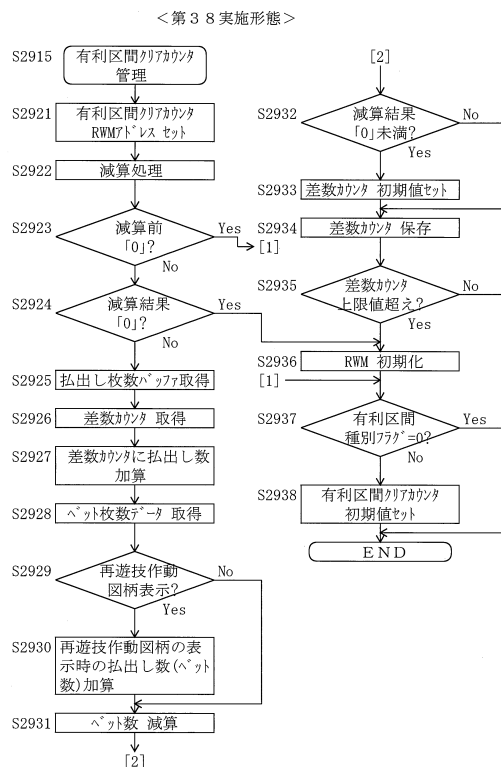 ＜第３８実施形態＞
S2915
有利区間ｸﾘｱｶｳﾝﾀ
管理
S2921
有利区間ｸﾘｱｶｳﾝﾀ
RWMｱﾄﾞﾚｽ ｾｯﾄ
S2922
減算処理
S2923
減算前
「0」?
Yes
[1]
No
S2924
減算結果
「0」?
Yes
No
S2925
払出し枚数ﾊﾞｯﾌｧ取得
S2926
差数ｶｳﾝﾀ 取得
S2927
差数ｶｳﾝﾀに払出し数
加算
S2928
ﾍﾞｯﾄ枚数ﾃﾞｰﾀ 取得
S2929
再遊技作動
図柄表示?
No
Yes
S2930
再遊技作動図柄の表
示時の払出し数(ﾍﾞｯﾄ
数)加算
S2931
ﾍﾞｯﾄ数 減算
[2]
[2]
S2932
減算結果
「0」未満?
No
Yes
S2933
差数ｶｳﾝﾀ 初期値ｾｯﾄ
S2934
差数ｶｳﾝﾀ 保存
S2935
差数ｶｳﾝﾀ
上限値超え?
No
Yes
S2936
RWM 初期化
[1]
S2937
有利区間
種別ﾌﾗｸﾞ=0?
Yes
No
S2938
有利区間ｸﾘｱｶｳﾝﾀ
初期値ｾｯﾄ
ＥＮＤ